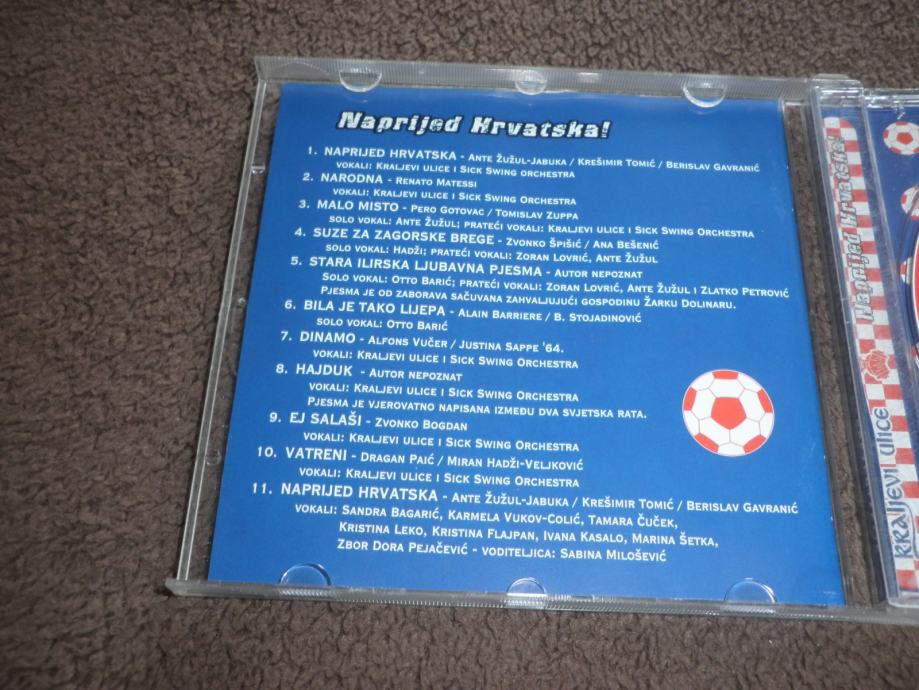 Naprijed Hrvatska!
1. NAPRIJED HRVATSKA - ANTE ŽUŽUL-JABUKA / KREŠIMIR TOMIĆ / BERISLAV GAVRANIĆ
VOKALI: KRALJEVI ULICE I SICK SWING ORCHESTRA
2. NARODNA - RENATO MATESSI
VOKALI: KRALJEVI ULICE I SICK SWING ORCHESTRA
3. MALO MISTO - PERO GOTOVAC / TOMISLAV ZUPPA
SOLO VOKAL: ANTE ŽUŽUL; PRATEĆI VOKALI: KRALJEVI ULICE I SICK SWING ORCHESTRA
4. SUZE ZA ZAGORSKE BREGE - ZVONKO ŠPIŠIĆ / ANA BEŠENIĆ
SOLO VOKAL: HADŽI; PRATEĆI VOKALI: ZORAN LOVRIĆ, ANTE ŽUŽUL
5. STARA ILIRSKA LJUBAVNA PJESMA - AUTOR NEPOZNAT
SOLO VOKAL: OTTO BARIĆ; PRATEĆI VOKALI: ZORAN LOVRIĆ, ANTE ŽUŽUL I ZLATKO PETROVIĆ
PJESMA JE OD ZABORAVA SAČUVANA ZAHVALJUJUĆI GOSPODINU ŽARKU DOLINARU.
6. BILA JE TAKO LIJEPA - ALAIN BARRIERE / B. STOJADINOVIĆ
SOLO VOKAL: OTTO BARIĆ
7. DINAMO - ALFONS VUČER / JUSTINA SAPPE '64.
VOKALI: KRALJEVI ULICE I SICK SWING ORCHESTRA
8. HAJDUK - AUTOR NEPOZNAT
VOKALI: KRALJEVI ULICE I SICK SWING ORCHESTRA
PJESMA JE VJEROVATNO NAPISANA IZMEĐU DVA SVJETSKA RATA.
9. EJ SALAŠI - ZVONKO BOGDAN
VOKALI: KRALJEVI ULICE I SICK SWING ORCHESTRA
10. VATRENI - DRAGAN PAIĆ / MIRAN HADŽI-VELJKOVIĆ
VOKALI: KRALJEVI ULICE I SICK SWING ORCHESTRA
11. NAPRIJED HRVATSKA - ANTE ŽUŽUL-JABUKA / KREŠIMIR TOMIĆ / BERISLAV GAVRANIĆ
VOKALI: SANDRA BAGARIĆ, KARMELA VUKOV-COLIĆ, TAMARA ČUČEK,
KRISTINA LEKO, KRISTINA FLAJPAN, IVANA KASALO, MARINA ŠETKA,
ZBOR DORA PEJAČEVIĆ - VODITELJICA: SABINA MILOŠEVIĆ
Naprijed Hrvatska!
KRALJEVI ULICE